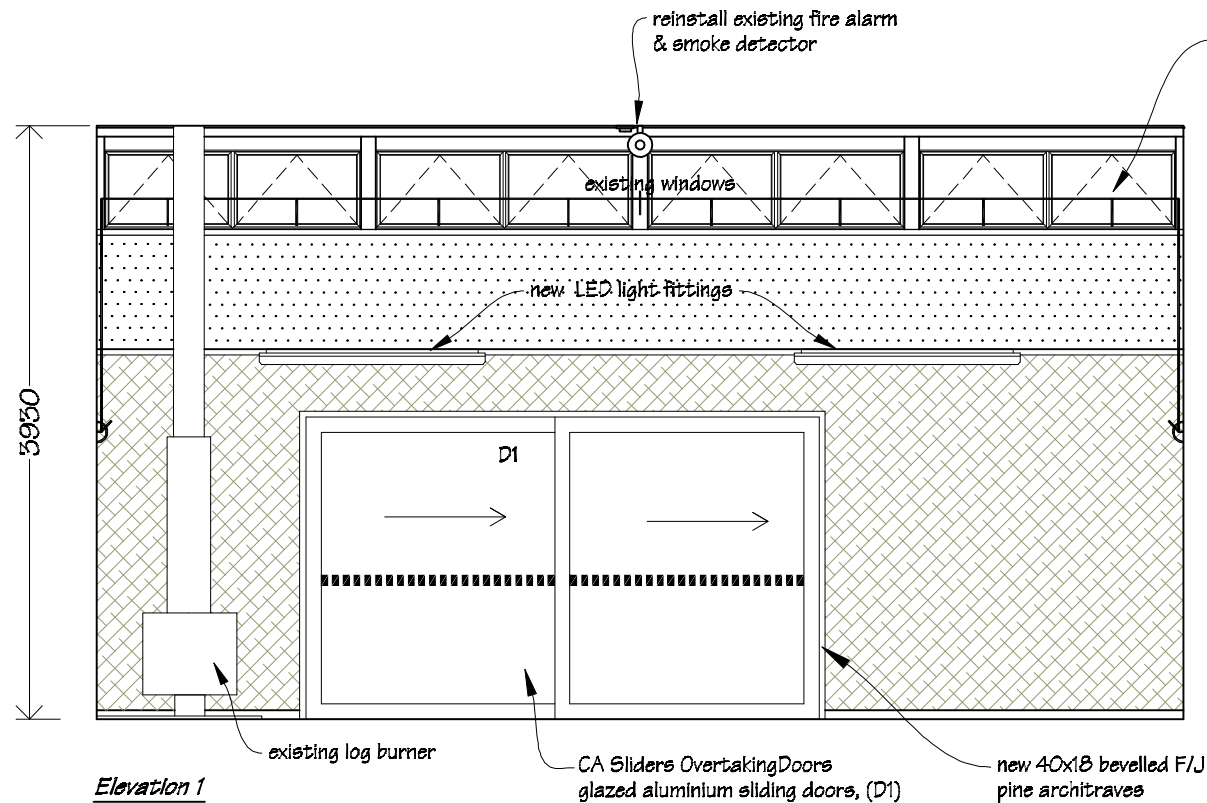 reinstall existing fire alarm
& smoke detector
existing windows
new LED light fittings
3930
D1
existing log burner
CA Sliders OvertakingDoors
glazed aluminium sliding doors, (D1)
new 40x18 bevelled F/J
pine architraves
Elevation 1